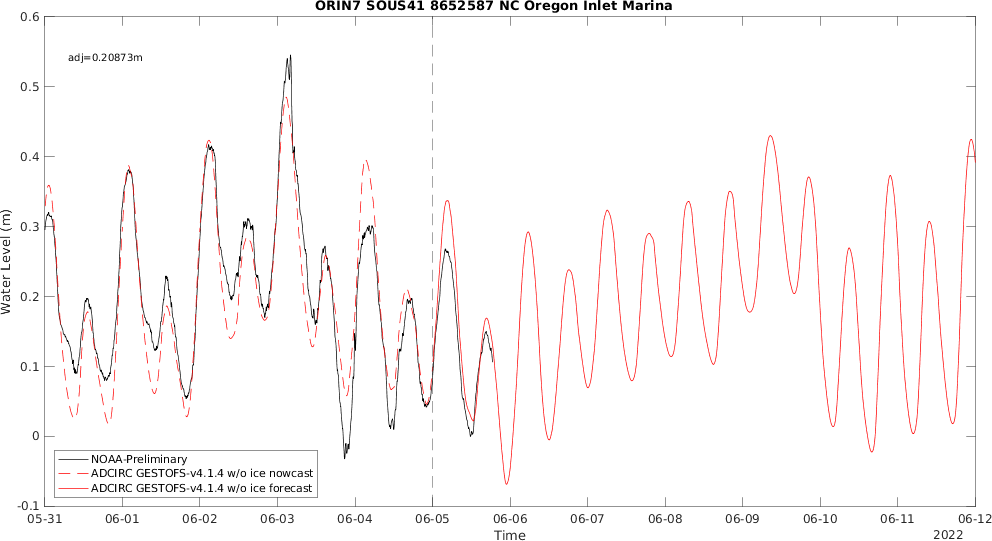 ORIN7 SOUS41 8652587 NC Oregon Inlet Marina
0.6
0.5
0.4
0.3
0.2
0.1
0
-0.1
Water Level (m)
adj=0.20873m
NOAA-Preliminary
ADCIRC GESTOFS-v4.1.4 w/o ice nowcast
ADCIRC GESTOFS-v4.1.4 w/o ice forecast
05-31 06-01 06-02 06-03 06-04 06-05 06-06 06-07 06-08 06-09 06-10 06-11 06-12
Time
2022